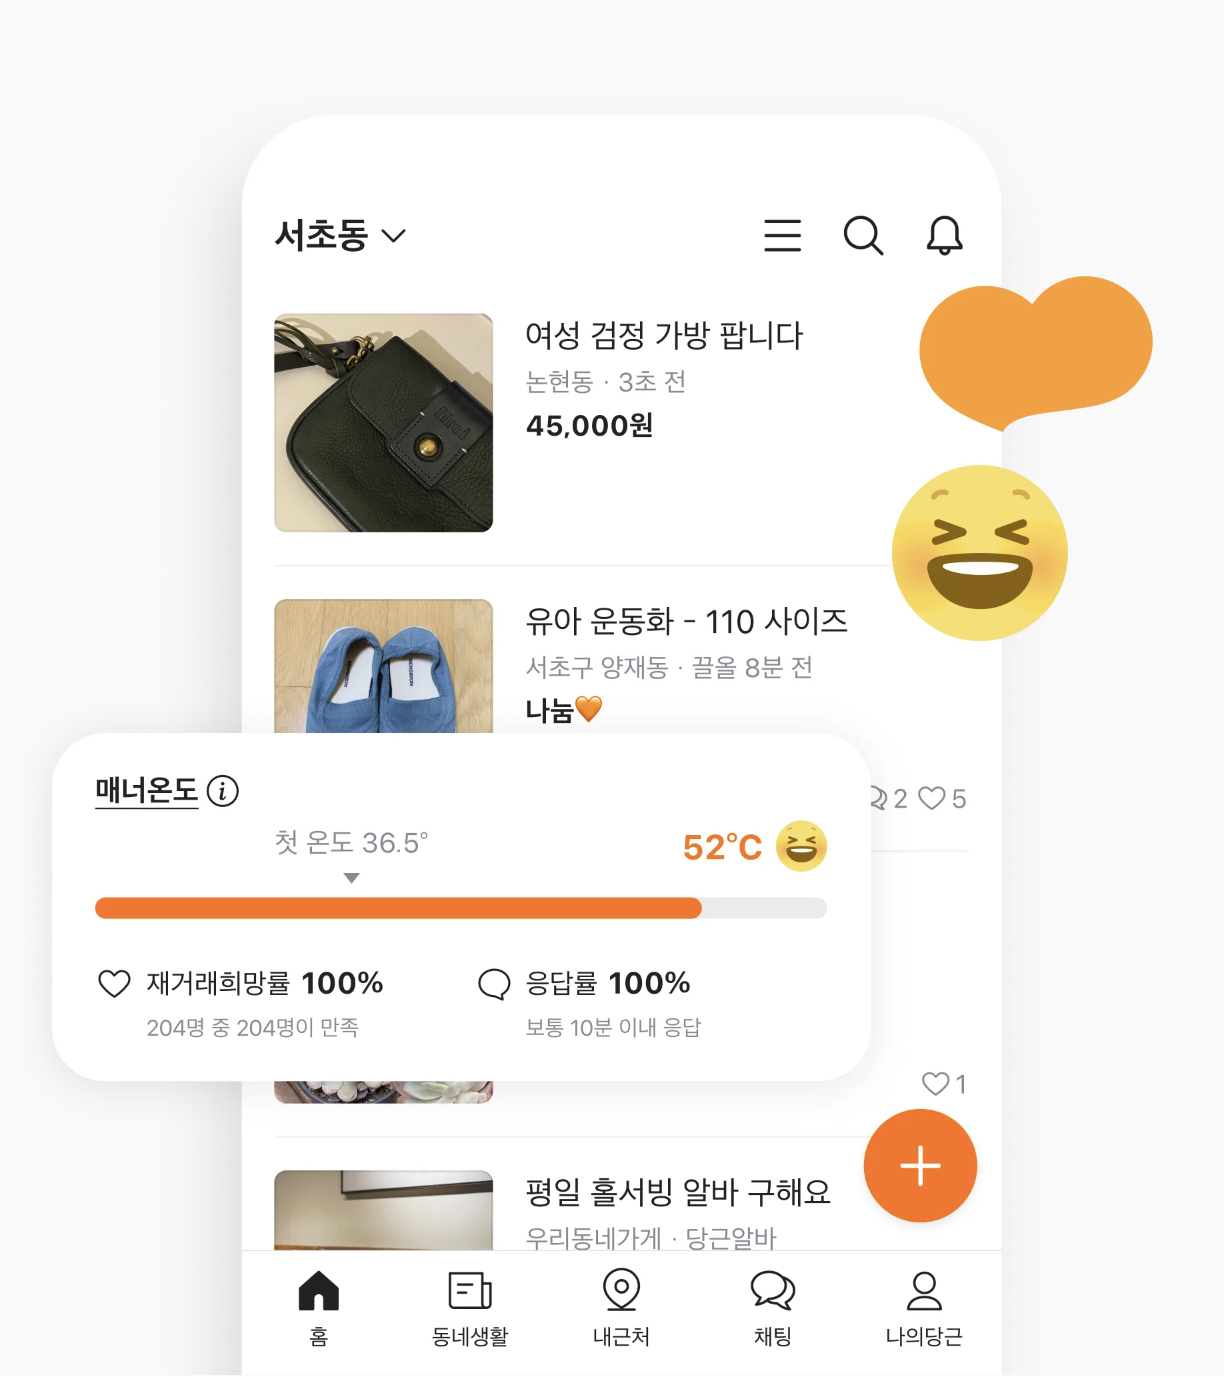 서초동
여성 검정 가방 팝니다
논현동 · 3초 전
45,000원
유아 운동화 - 110 사이즈
서초구 양재동 · 끌올 8분 전
나눔🧡
2 5
매너온도 i
첫 온도 36.5°
52°C
재거래희망률 100%
204명 중 204명이 만족
응답률 100%
보통 10분 이내 응답
1
평일 홀서빙 알바 구해요
우리동네가게 · 당근알바
홈
동네생활
내근처
채팅
나의당근